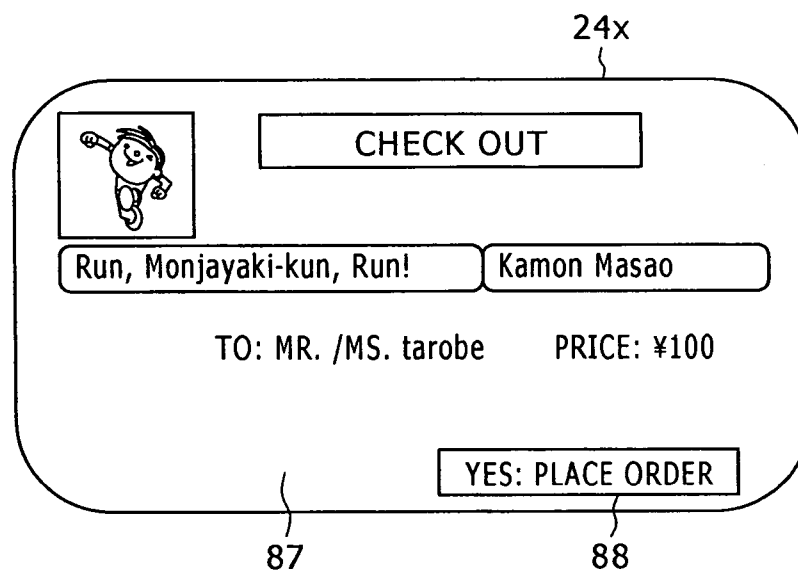 24x
CHECK OUT
Run, Monjayaki-kun, Run! Kamon Masao
TO: MR. /MS. tarobe PRICE: ¥100
YES: PLACE ORDER
87 88